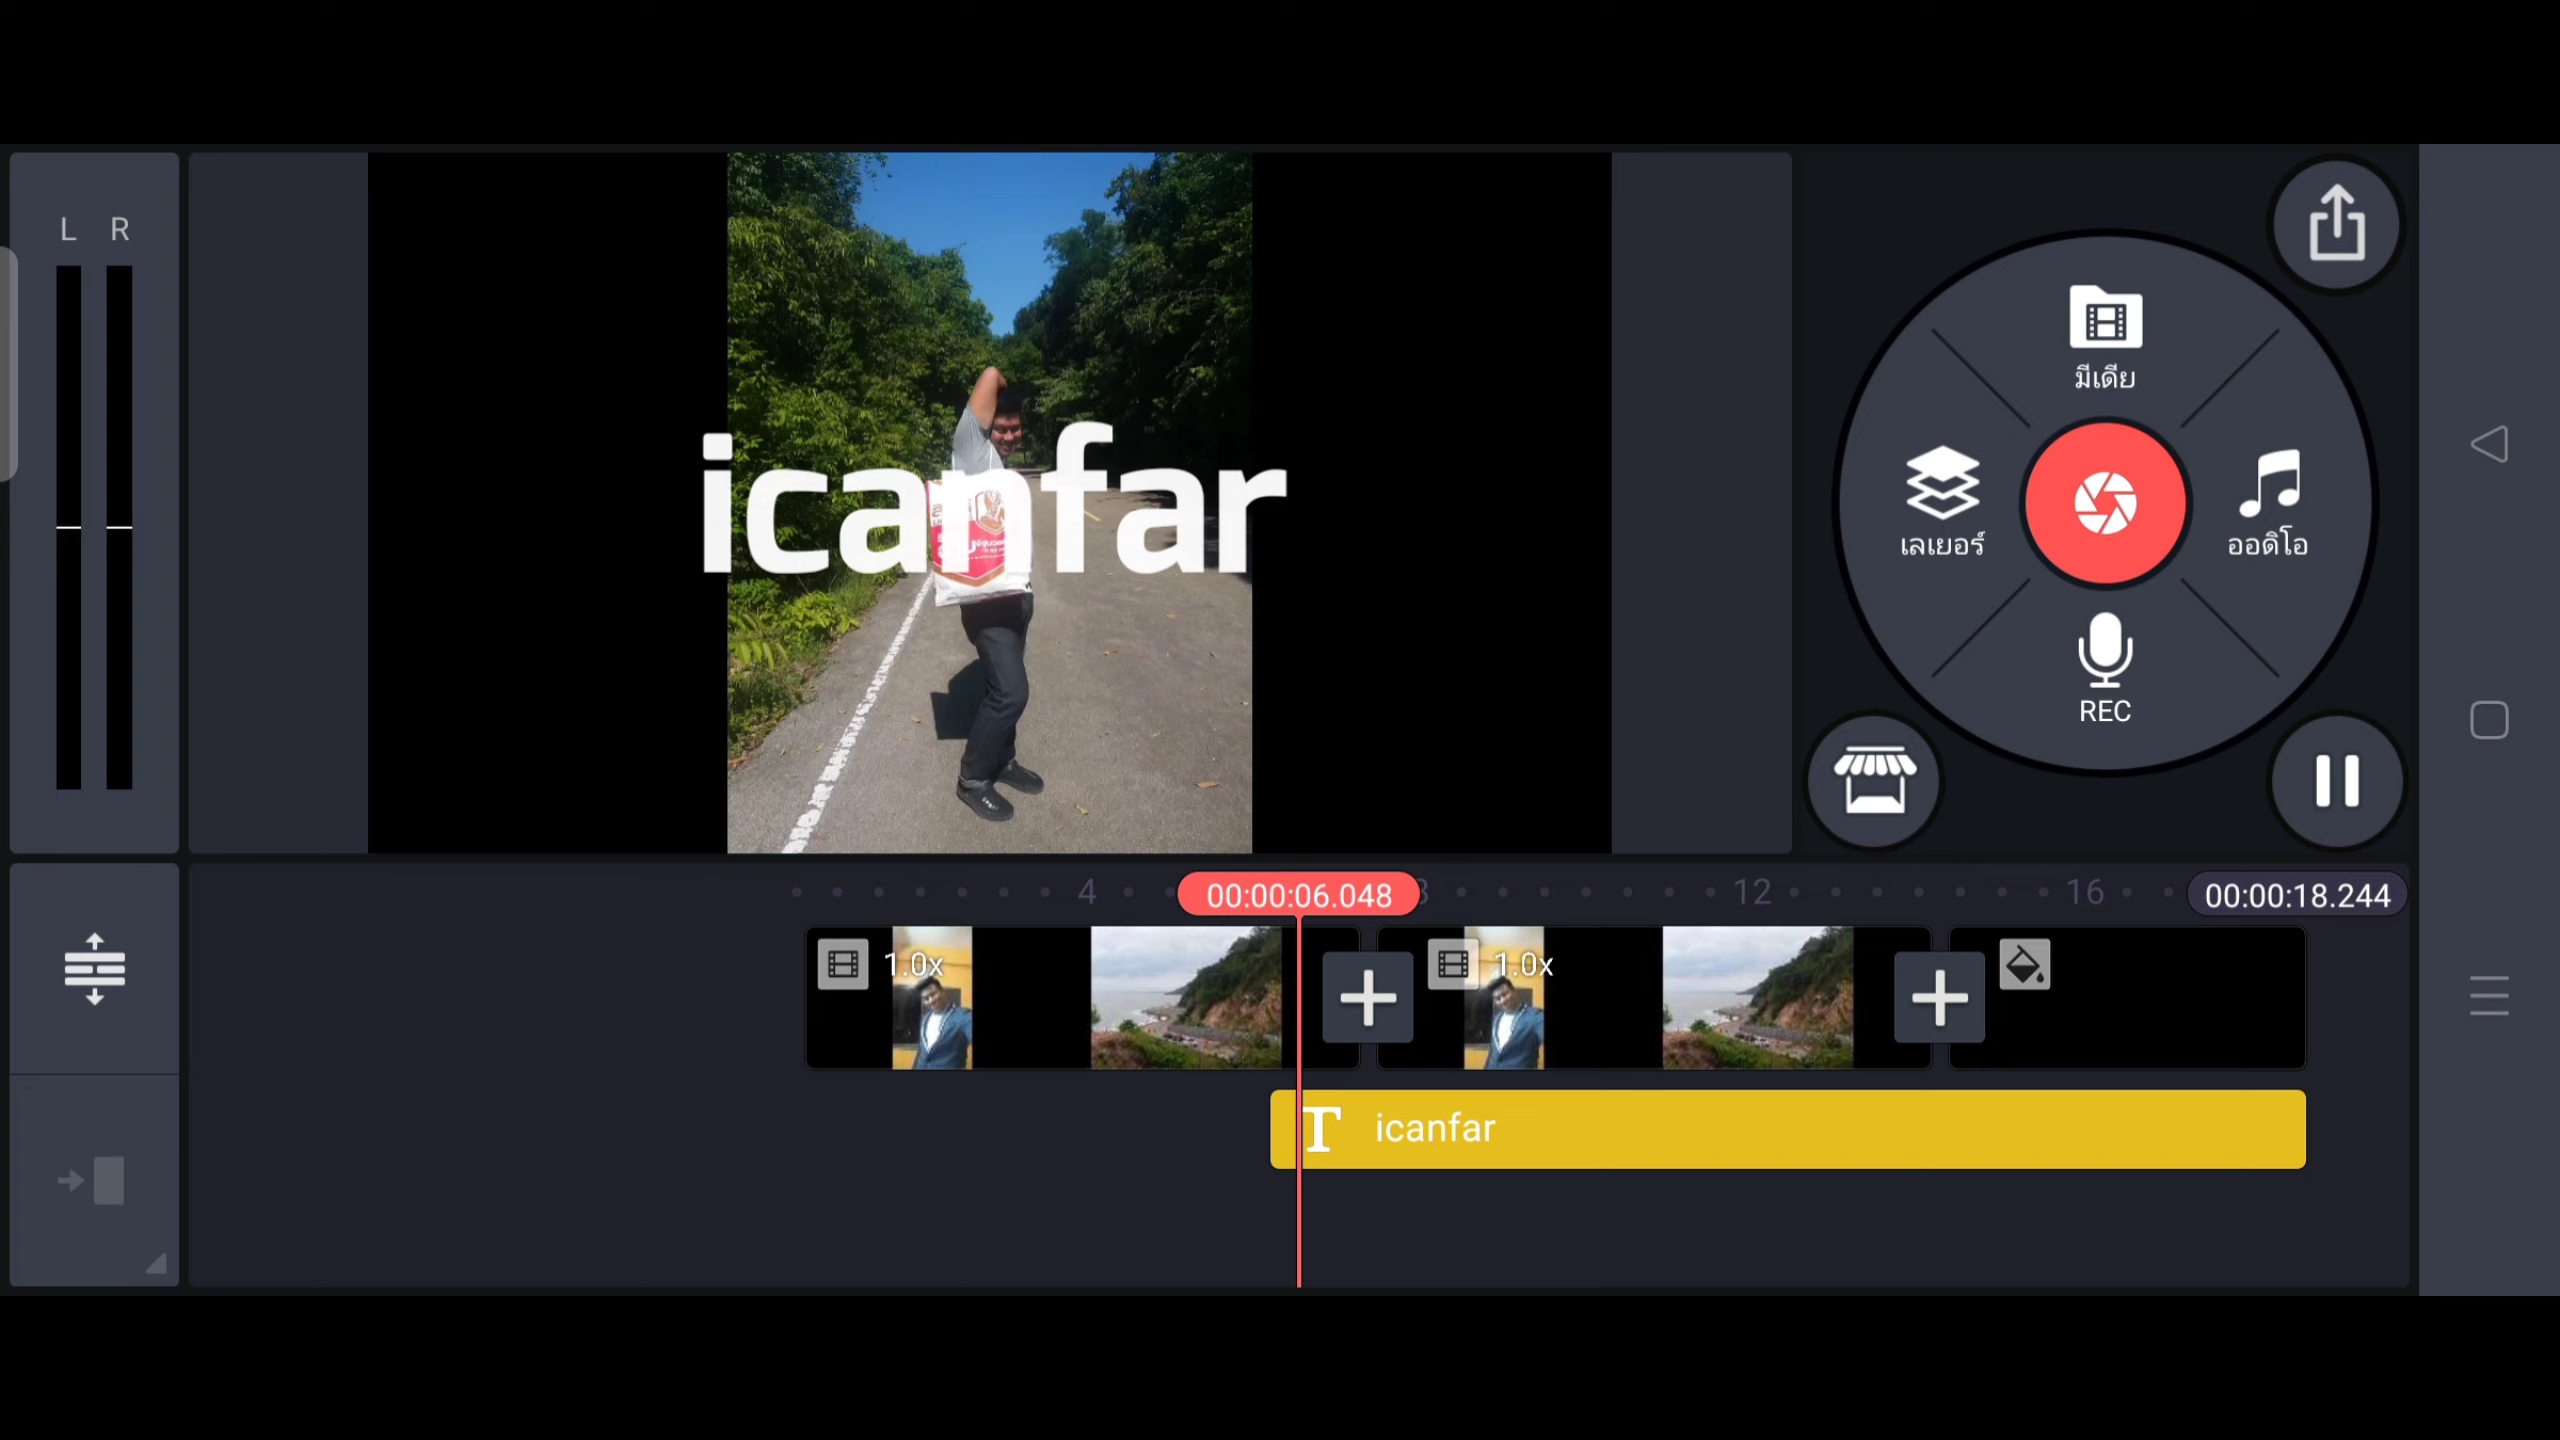 L R
icanfar
มีเดีย
เลเยอร์
ออดิโอ
REC
4
00:00:06.048
12
16
00:00:18.244
1.0x
1.0x
T icanfar